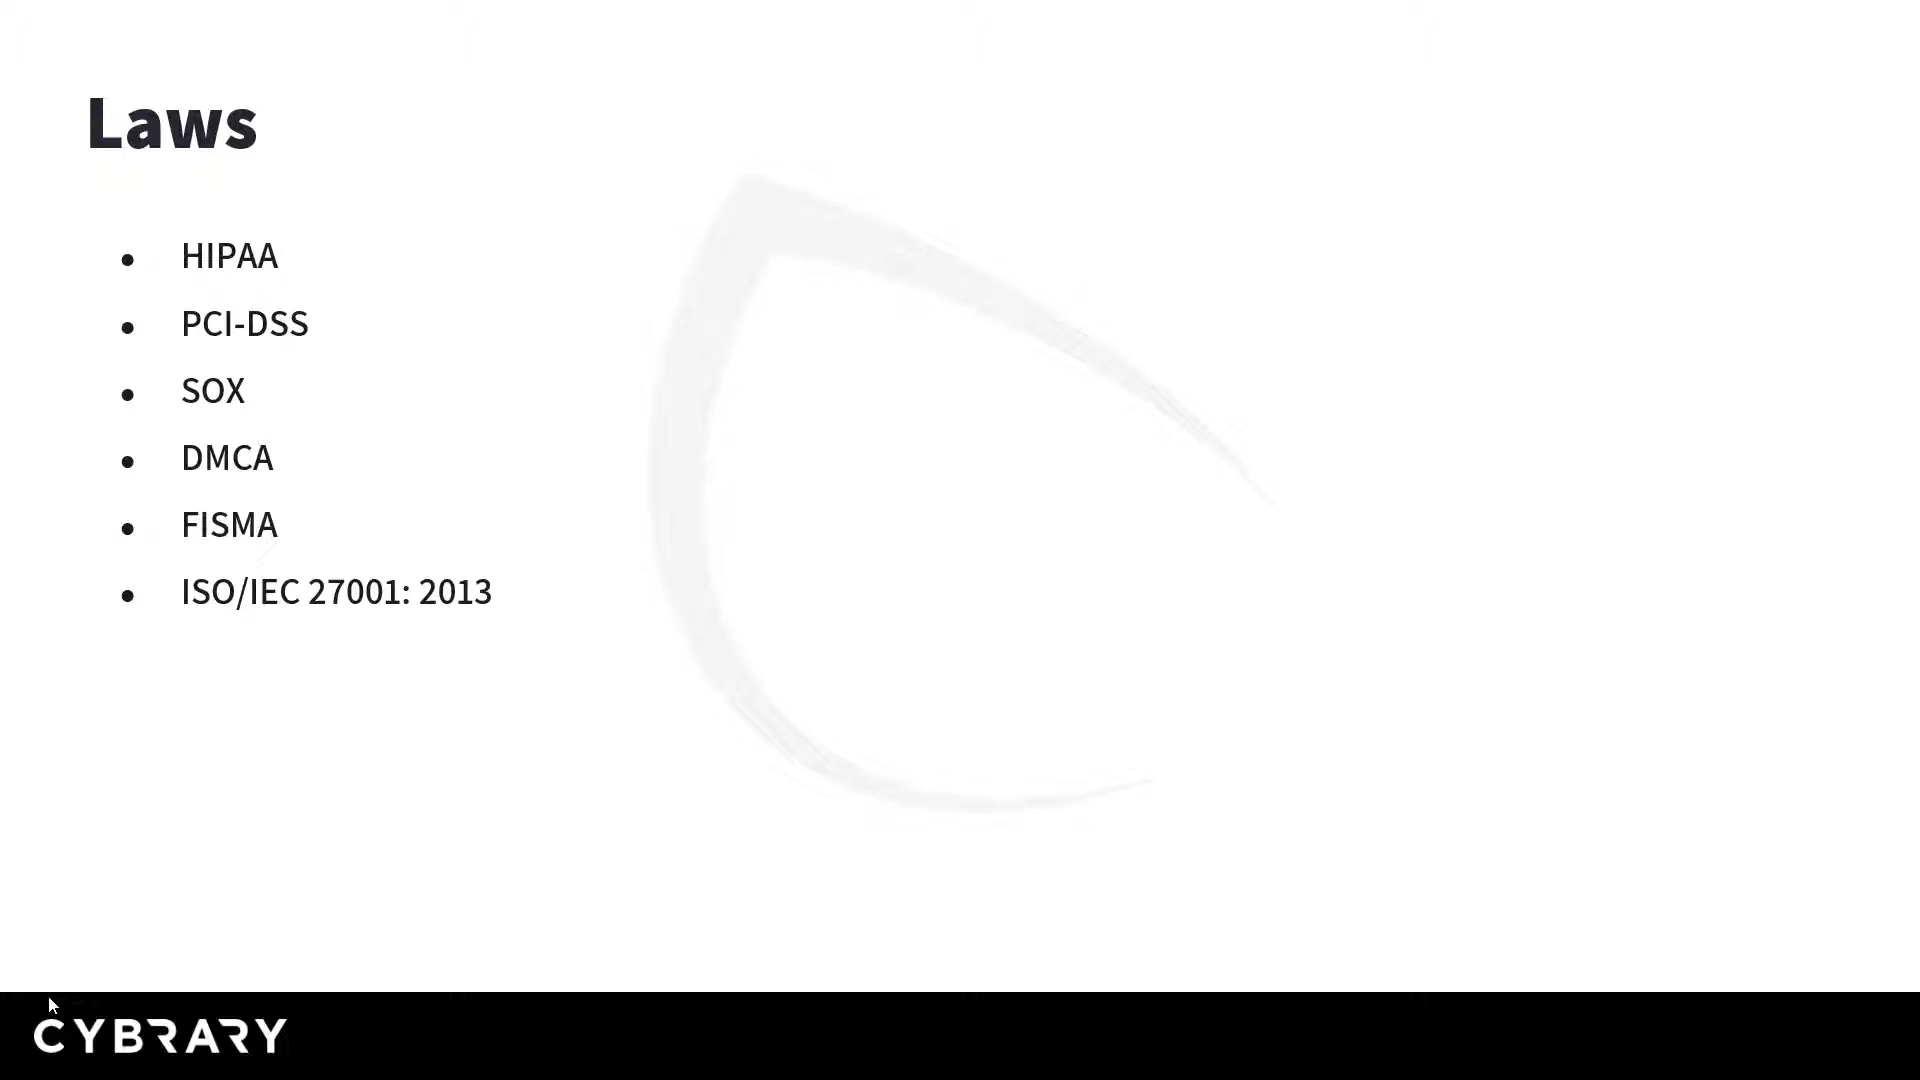 Laws
• HIPAA
• PCI-DSS
• SOX
• DMCA
• FISMA
• ISO/IEC 27001: 2013
CYBRARY